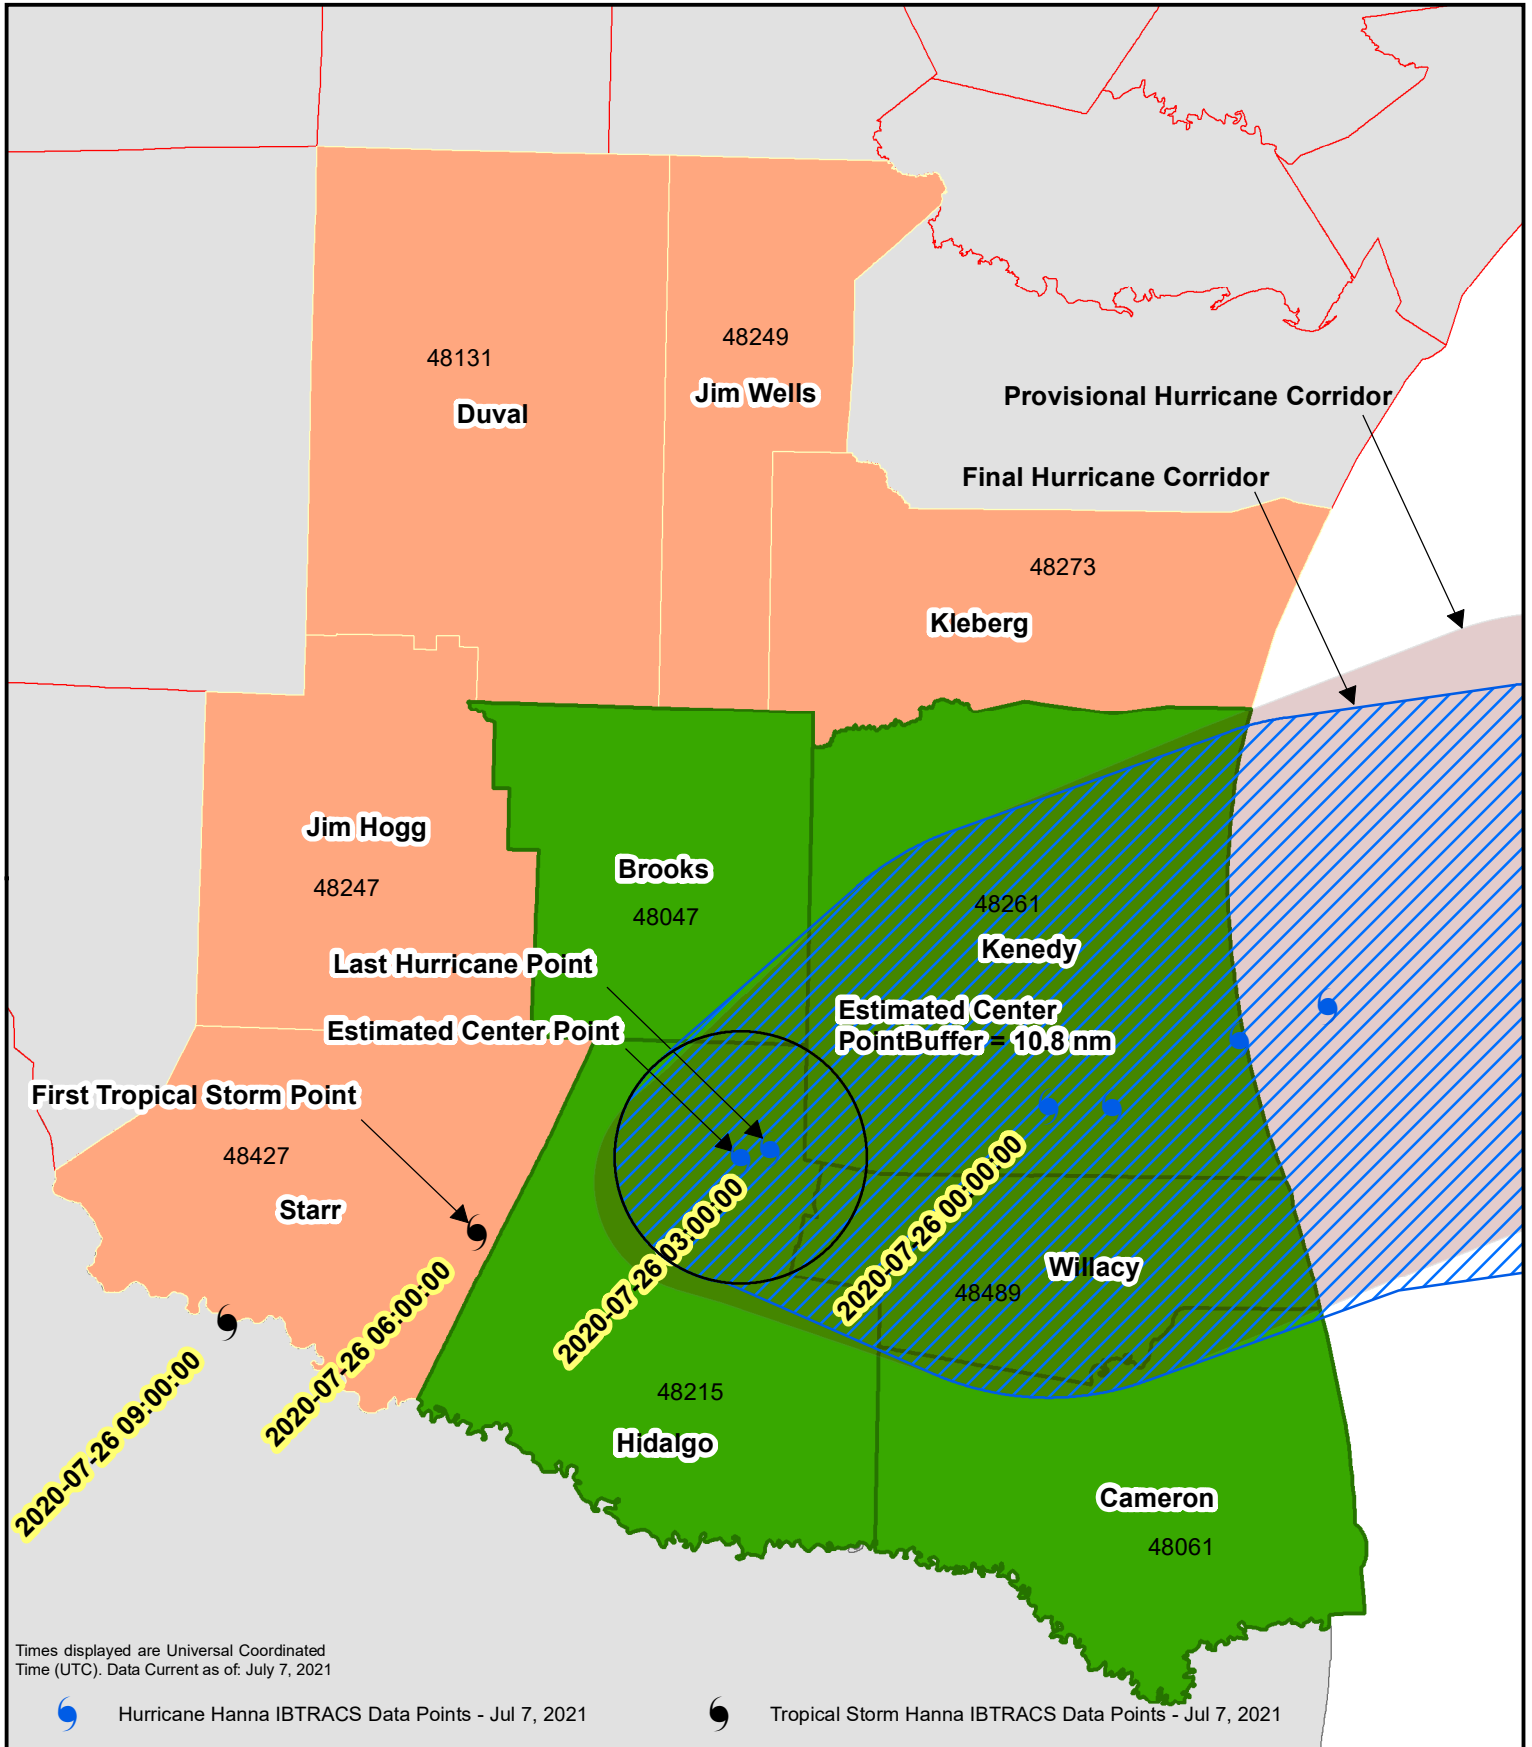 48249
48131
Jim Wells
Provisional Hurricane Corridor
Duval
Final Hurricane Corridor
48273
Kleberg
Jim Hogg
Brooks
48247
48261
48047
Kenedy
Last Hurricane Point
Estimated Center
PointBuffer = 10.8 nm
Estimated Center Point
First Tropical Storm Point
48427
Starr
2020-07-26 00:00:00
2020-07-26 03:00:00
2020-07-26 06:00:00
2020-07-26 09:00:00
Willacy
48489
48215
Hidalgo
Cameron
48061
Times displayed are Universal Coordinated
Time (UTC). Data Current as of: July 7, 2021
Hurricane Hanna IBTRACS Data Points - Jul 7, 2021
Tropical Storm Hanna IBTRACS Data Points - Jul 7, 2021